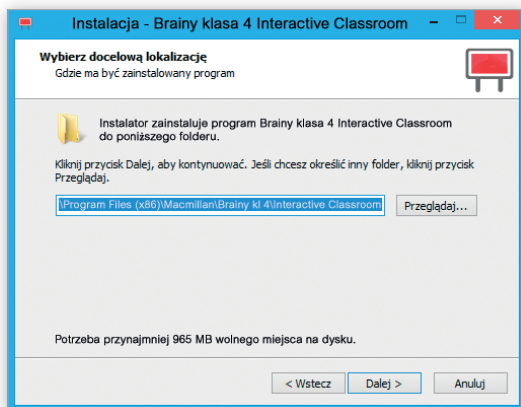 Instalacja - Brainy klasa 4 Interactive Classroom
Wybierz docelową lokalizację
Gdzie ma być zainstalowany program
Instalator zainstaluje program Brainy klasa 4 Interactive Classroom
do poniższego folderu.
Kliknij przycisk Dalej, aby kontynuować. Jeśli chcesz określić inny folder, kliknij przycisk
Przeglądaj.
\Program Files (x86)\Macmillan\Brainy kl 4\Interactive Classroom
Przeglądaj...
Potrzeba przynajmniej 965 MB wolnego miejsca na dysku.
< Wstecz
Dalej >
Anuluj